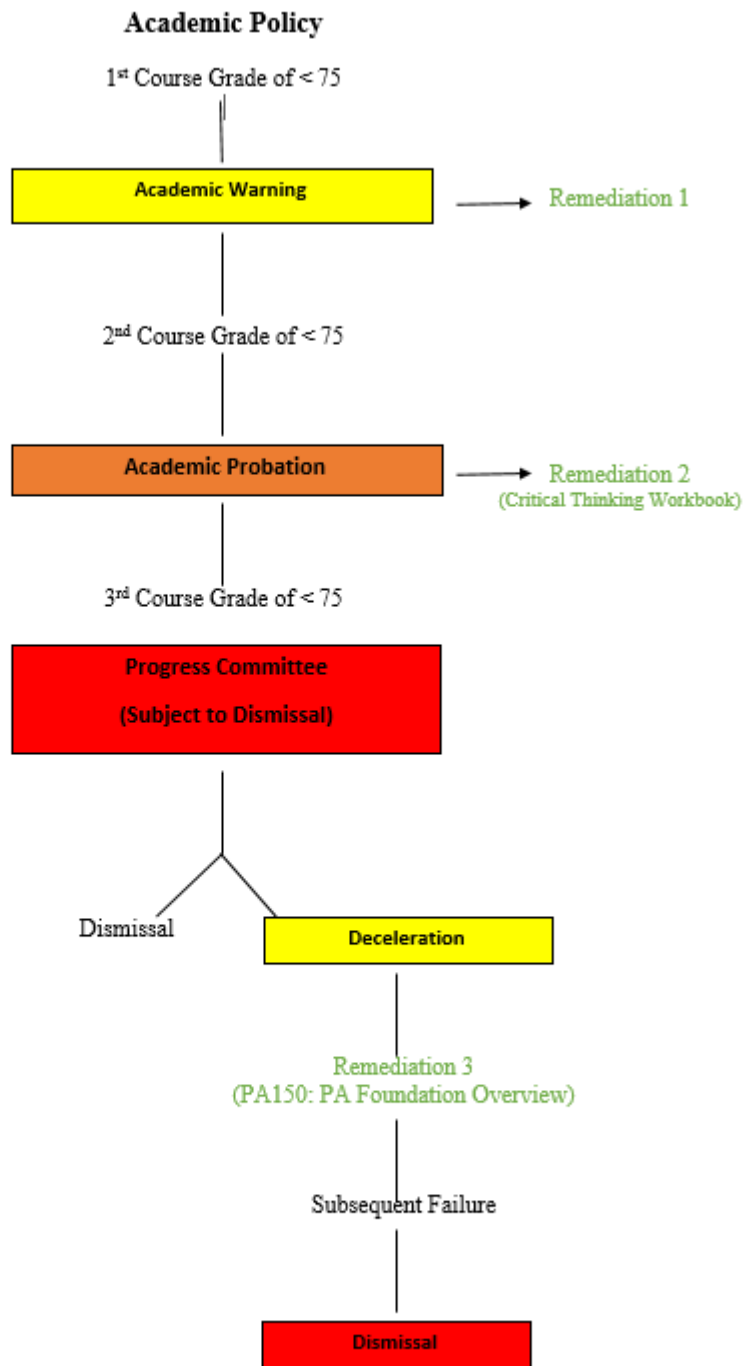 Academic Policy
1st Course Grade of < 75
Academic Warning
Remediation 1
2nd Course Grade of < 75
Academic Probation
Remediation 2
(Critical Thinking Workbook)
3rd Course Grade of < 75
Progress Committee
(Subject to Dismissal)
Dismissal
Deceleration
Remediation 3
(PA150: PA Foundation Overview)
Subsequent Failure
Dismissal